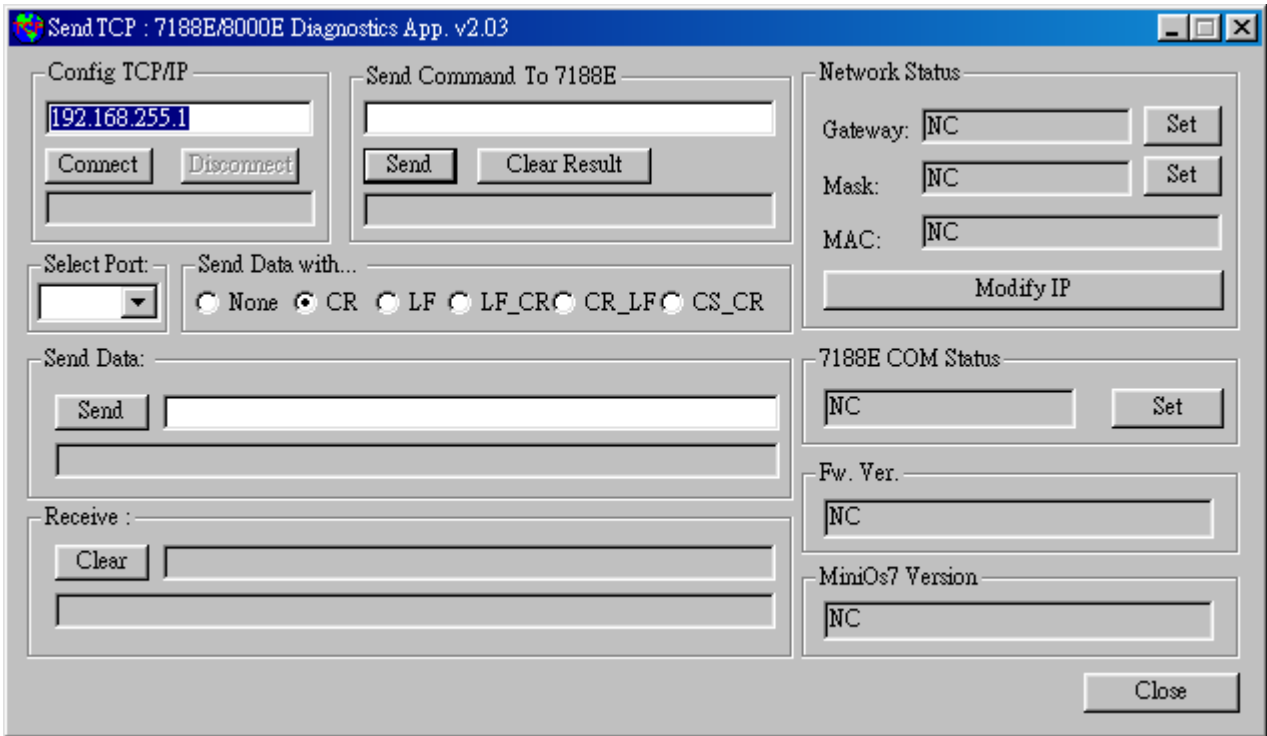 SendTCP : 7188E/8000E Diagnostics App. v2.03
Config TCP/IP
192.168.255.1
Connect Disconnect
Send Command To 7188E
Send Clear Result
Network Status
Gateway: NC Set
Mask: NC Set
MAC: NC
Modify IP
Select Port:
Send Data with...
None CR LF LF_CR CR_LF CS_CR
Send Data:
Send
7188E COM Status
NC Set
Fw. Ver.
NC
Receive :
Clear
MiniOs7 Version
NC
Close